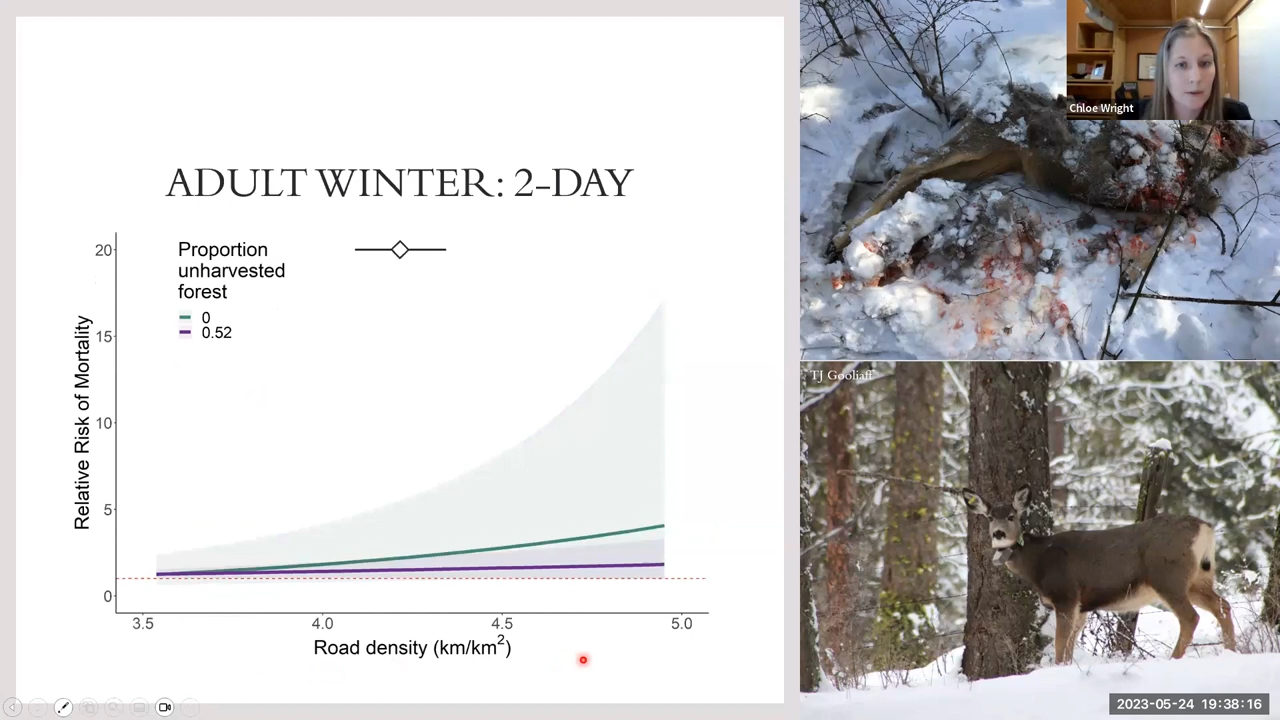 ADULT WINTER: 2-DAY
Proportion
unharvested
forest
0
0.52
Relative Risk of Mortality
20
15
10
5
0
3.5
4.0
4.5
5.0
Road density (km/km2)
Chloe Wright
TJ Gooliaff
2023-05-24 19:38:16